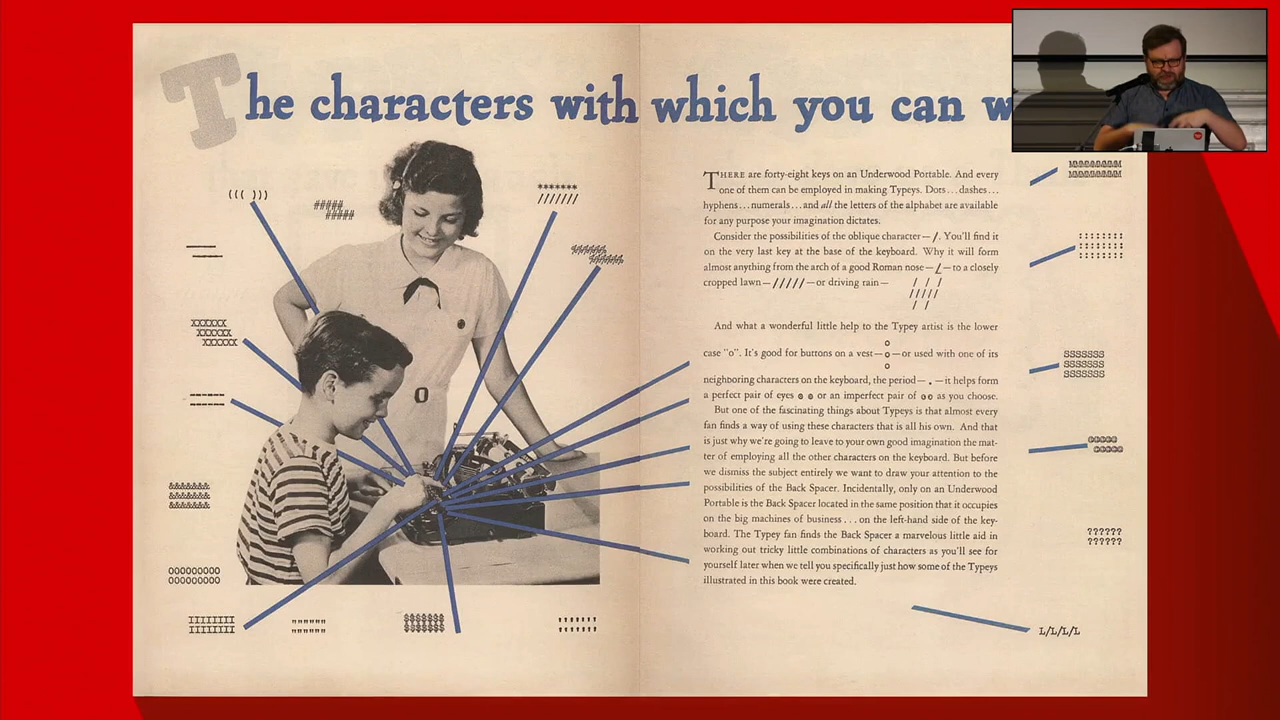 The characters with which you can w
((( )))
#####
#####
*******
///////
&&&&&&
&&&&&&
XXXXXX
XXXXXX
XXXXXX
&&&&&&&
&&&&&&&
&&&&&&&
OOOOOOOOO
OOOOOOOOO
IIIIIIII
IIIIIIII
"""""""
"""""""
$$$$$$$
$$$$$$$
THERE are forty-eight keys on an Underwood Portable. And every
one of them can be employed in making Typeys. Dots...dashes...
hyphens...numerals...and all the letters of the alphabet are available
for any purpose your imagination dictates.
Consider the possibilities of the oblique character—/. You'll find it
on the very last key at the base of the keyboard. Why it will form
almost anything from the arch of a good Roman nose—/_—to a closely
cropped lawn—/////—or driving rain— / / /
/////
/ /
And what a wonderful little help to the Typey artist is the lower
o
case "o". It's good for buttons on a vest—o—or used with one of its
o
neighboring characters on the keyboard, the period— . —it helps form
a perfect pair of eyes o o or an imperfect pair of oo as you choose.
But one of the fascinating things about Typeys is that almost every
fan finds a way of using these characters that is all his own. And that
is just why we're going to leave to your own good imagination the mat-
ter of employing all the other characters on the keyboard. But before
we dismiss the subject entirely we want to draw your attention to the
possibilities of the Back Spacer. Incidentally, only on an Underwood
Portable is the Back Spacer located in the same position that it occupies
on the big machines of business...on the left-hand side of the key-
board. The Typey fan finds the Back Spacer a marvelous little aid in
working out tricky little combinations of characters as you'll see for
yourself later when we tell you specifically just how some of the Typeys
illustrated in this book were created.
::::::::
::::::::
SSSSSSS
SSSSSSS
SSSSSSS
@@@@@
@@@@@
??????
??????
L/L/L/L